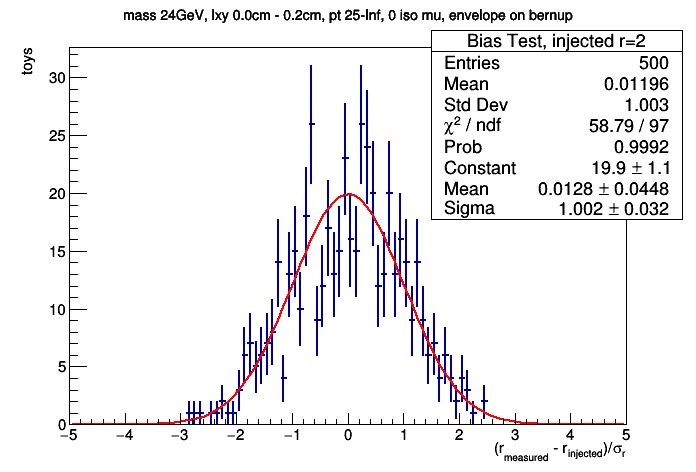 mass 24GeV, lxy 0.0cm - 0.2cm, pt 25-Inf, 0 iso mu, envelope on bernup
Bias Test, injected r=2
Entries 500
Mean 0.01196
Std Dev 1.003
χ² / ndf 58.79 / 97
Prob 0.9992
Constant 19.9 ± 1.1
Mean 0.0128 ± 0.0448
Sigma 1.002 ± 0.032
toys
30
25
20
15
10
5
0
−5 −4 −3 −2 −1 0 1 2 3 4 5
(r_measured - r_injected)/σ_r